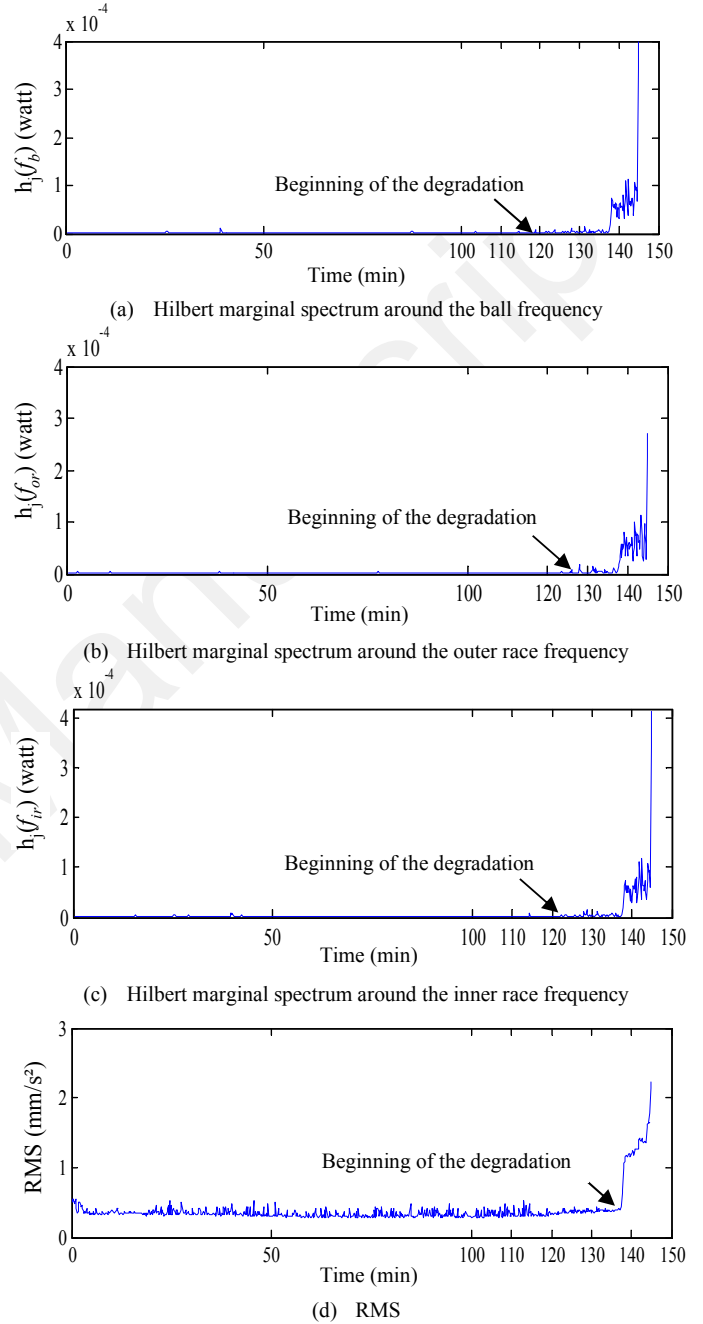 x 10⁻⁴
4
3
2
1
0
hⱼ(f_b) (watt)
Beginning of the degradation
0 50 100 110 120 130 140 150
Time (min)
(a) Hilbert marginal spectrum around the ball frequency
x 10⁻⁴
4
3
2
1
0
hⱼ(f_or) (watt)
Beginning of the degradation
0 50 100 110 120 130 140 150
Time (min)
(b) Hilbert marginal spectrum around the outer race frequency
x 10⁻⁴
4
3
2
1
0
hⱼ(f_ir) (watt)
Beginning of the degradation
0 50 100 110 120 130 140 150
Time (min)
(c) Hilbert marginal spectrum around the inner race frequency
3
2
1
0
RMS (mm/s²)
Beginning of the degradation
0 50 100 110 120 130 140 150
Time (min)
(d) RMS